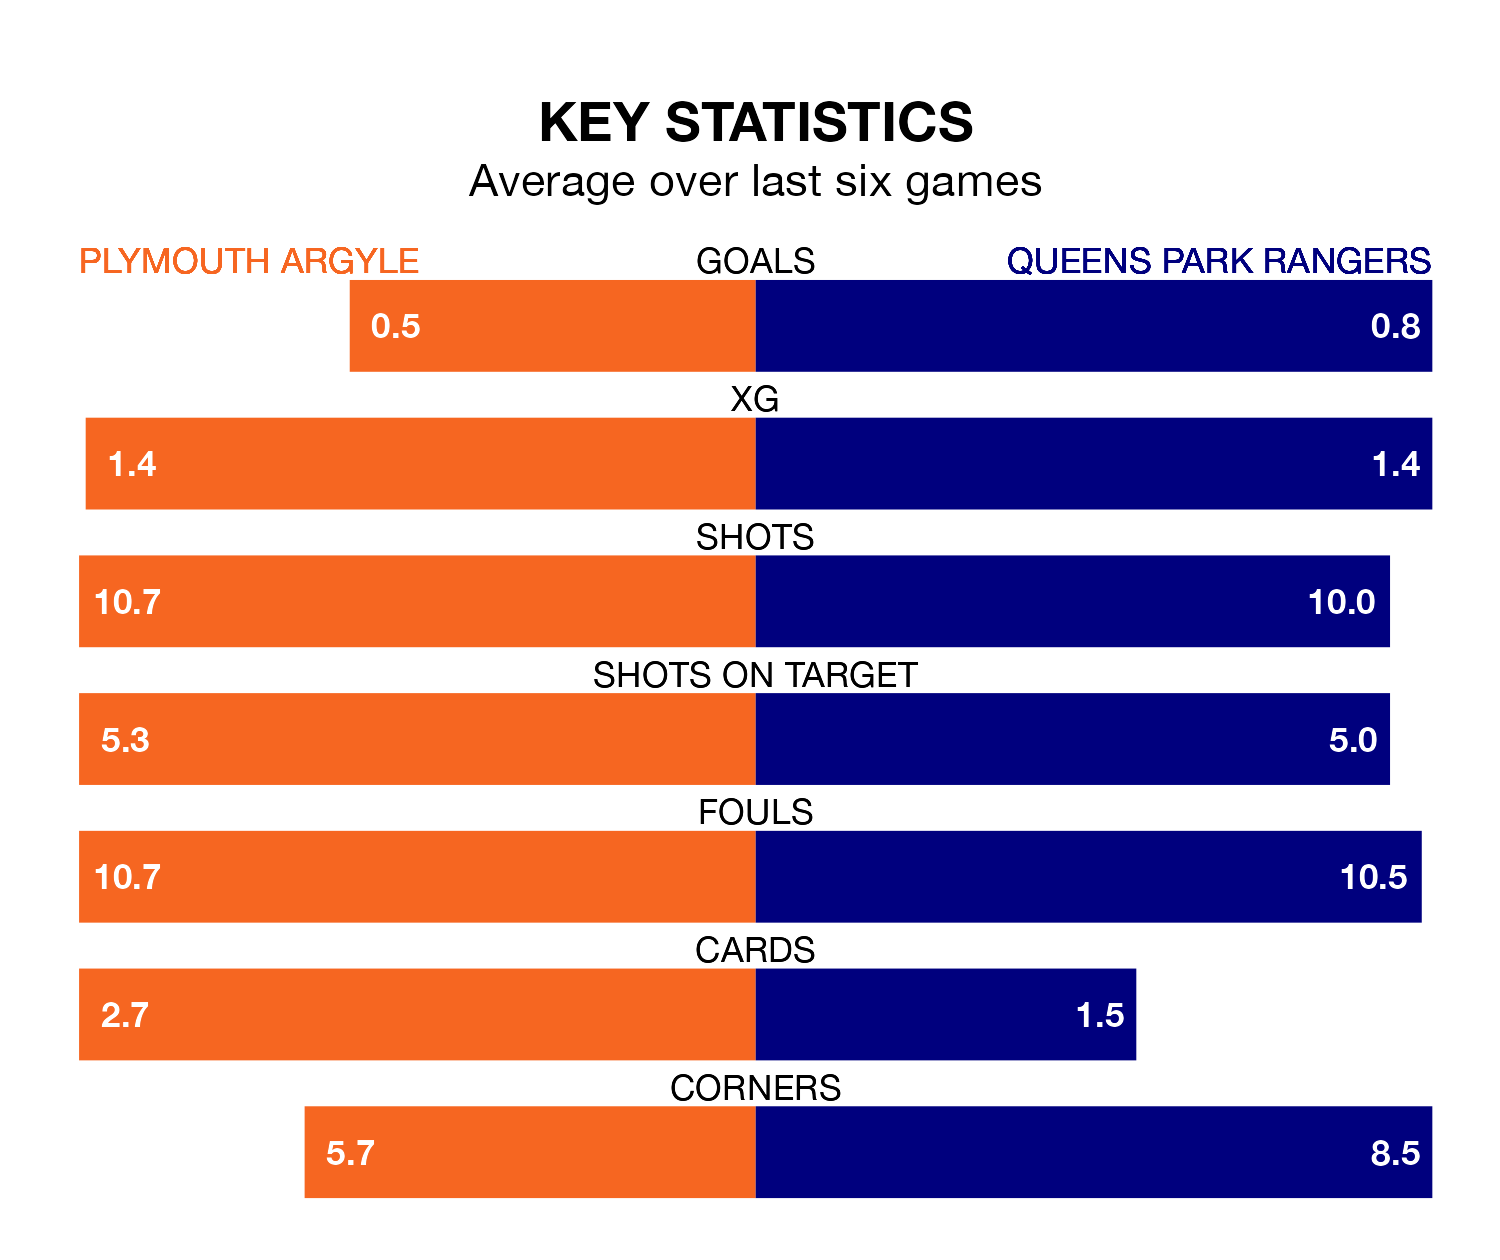 KEY STATISTICS
Average over last six games
PLYMOUTH ARGYLE GOALS QUEENS PARK RANGERS
0.5 0.8
XG
1.4 1.4
SHOTS
10.7 10.0
SHOTS ON TARGET
5.3 5.0
FOULS
10.7 10.5
CARDS
2.7 1.5
CORNERS
5.7 8.5